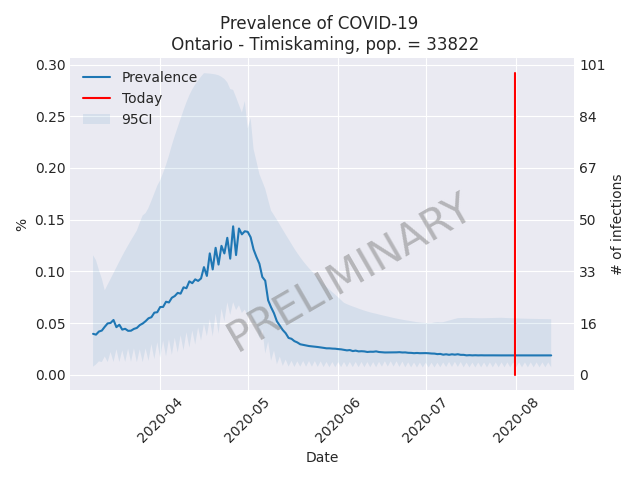 Prevalence of COVID-19
Ontario - Timiskaming, pop. = 33822
Prevalence
Today
95CI
0.30
0.25
0.20
0.15
0.10
0.05
0.00
%
101
84
67
50
33
16
0
# of infections
PRELIMINARY
2020-04
2020-05
2020-06
2020-07
2020-08
Date